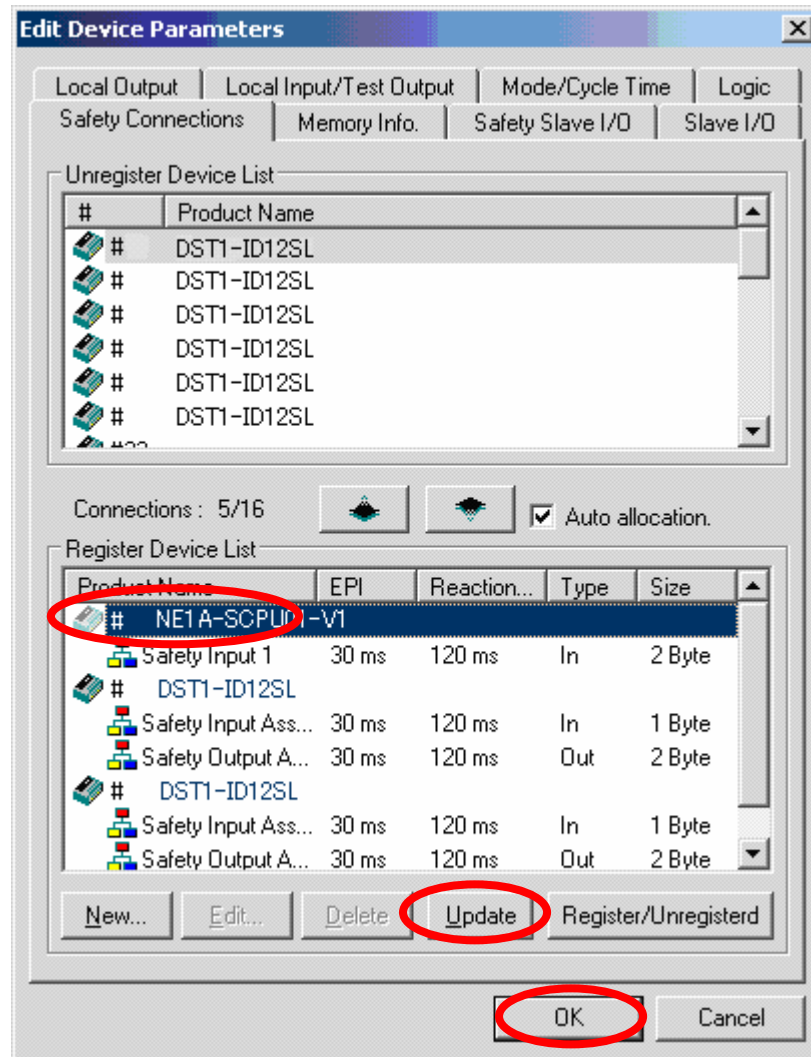 Edit Device Parameters
Local Output Local Input/Test Output Mode/Cycle Time Logic
Safety Connections Memory Info. Safety Slave I/O Slave I/O
Unregister Device List
# Product Name
# DST1-ID12SL
# DST1-ID12SL
# DST1-ID12SL
# DST1-ID12SL
# DST1-ID12SL
# DST1-ID12SL
Connections : 5/16 Auto allocation.
Register Device List
Product Name EPI Reaction... Type Size
# NE1A-SCPU01-V1
Safety Input 1 30 ms 120 ms In 2 Byte
# DST1-ID12SL
Safety Input Ass... 30 ms 120 ms In 1 Byte
Safety Output A... 30 ms 120 ms Out 2 Byte
# DST1-ID12SL
Safety Input Ass... 30 ms 120 ms In 1 Byte
Safety Output A... 30 ms 120 ms Out 2 Byte
New... Edit... Delete Update Register/Unregisterd
OK Cancel